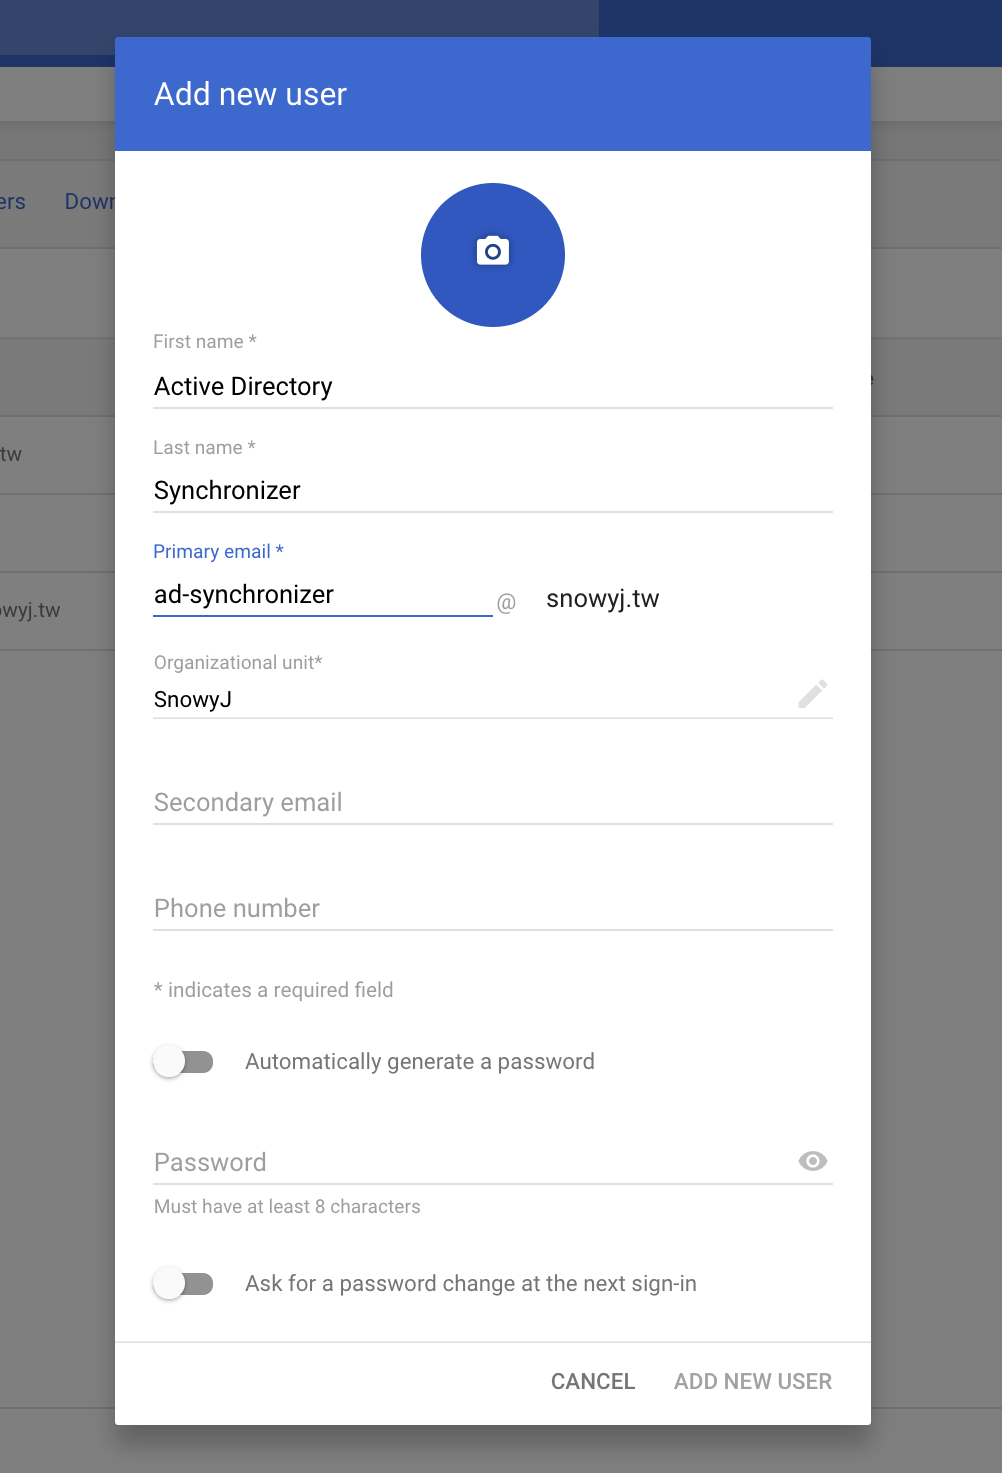 Add new user
ers Down
First name *
Active Directory
Last name *
.tw
Synchronizer
Primary email *
ad-synchronizer @ snowyj.tw
owyj.tw
Organizational unit*
SnowyJ
Secondary email
Phone number
* indicates a required field
Automatically generate a password
Password
Must have at least 8 characters
Ask for a password change at the next sign-in
CANCEL ADD NEW USER